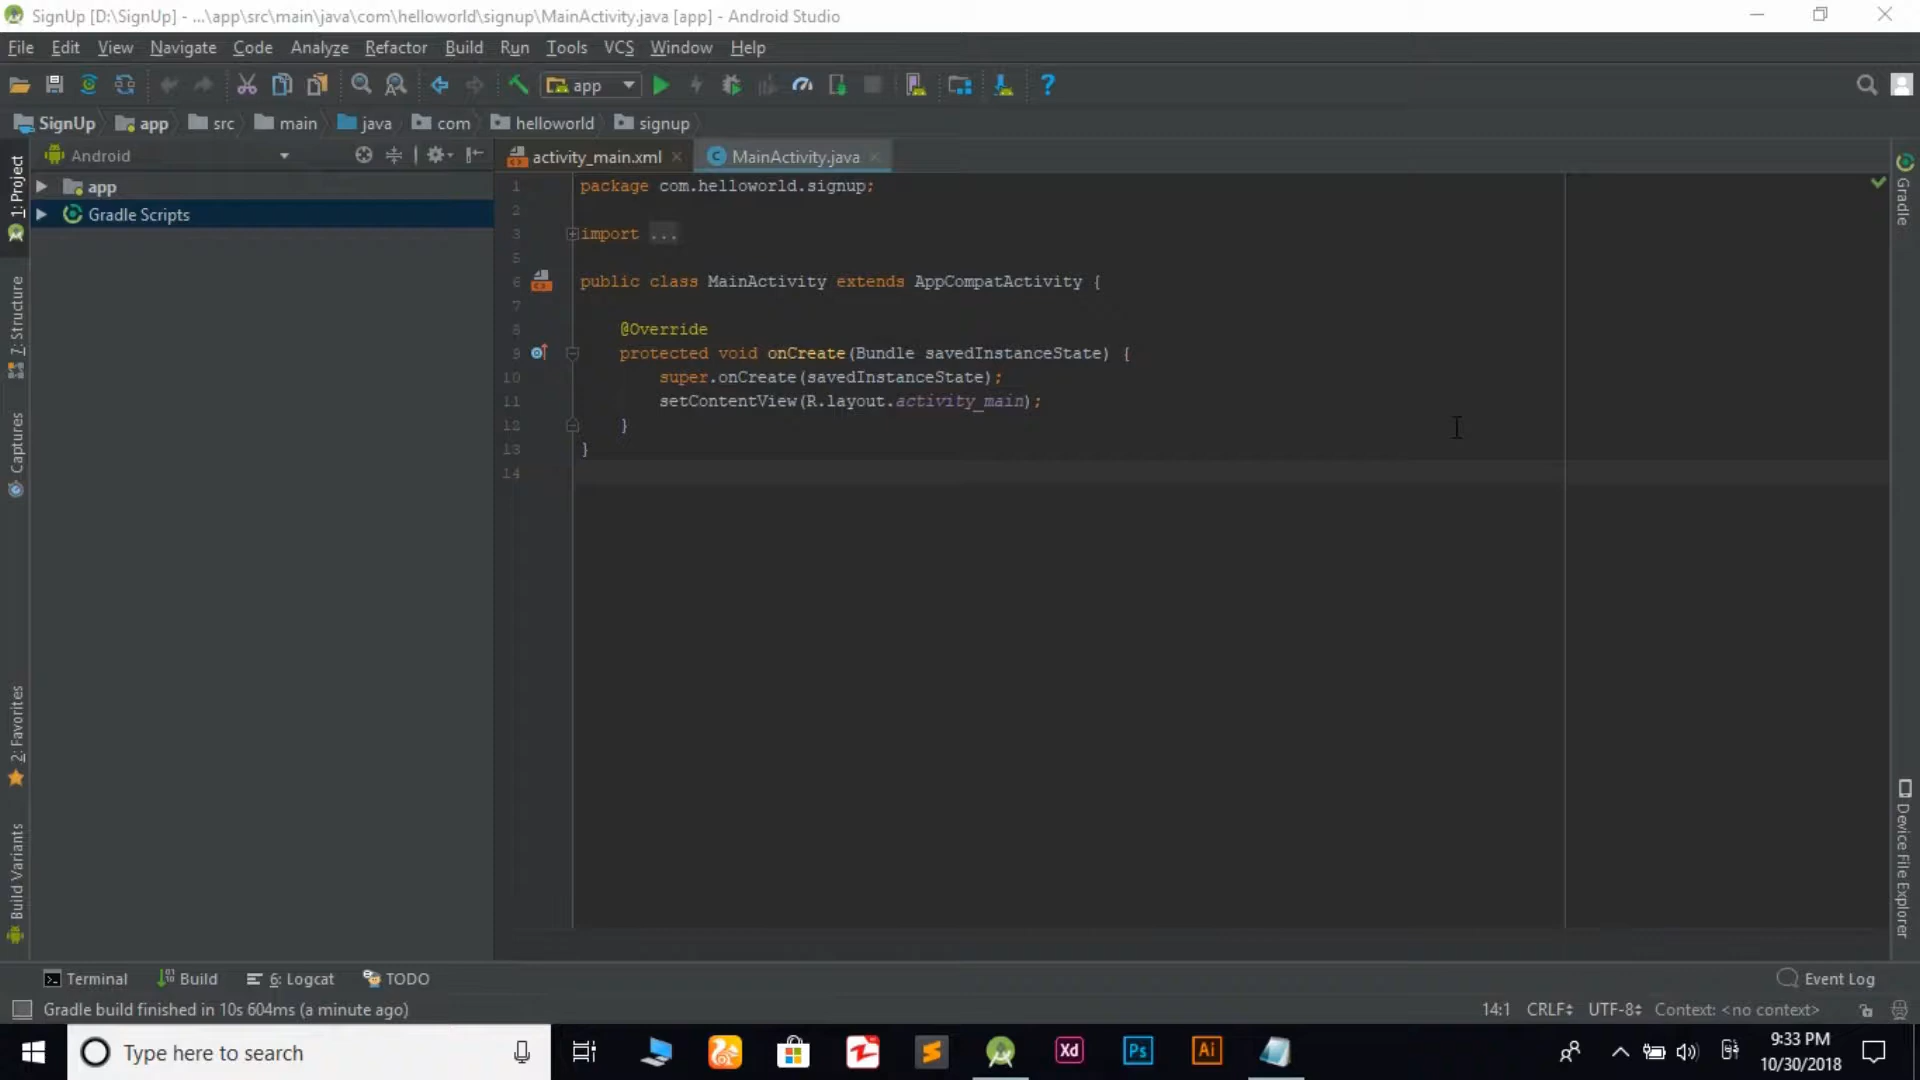 SignUp [D:\SignUp] - ...\app\src\main\java\com\helloworld\signup\MainActivity.java [app] - Android Studio
File Edit View Navigate Code Analyze Refactor Build Run Tools VCS Window Help
app
SignUp app src main java com helloworld signup
Android
activity_main.xml MainActivity.java
app
Gradle Scripts
1: Project
7: Structure
Captures
2: Favorites
Build Variants
1 package com.helloworld.signup;
2
3 import ...
5
6 public class MainActivity extends AppCompatActivity {
7
8 @Override
9 protected void onCreate(Bundle savedInstanceState) {
10 super.onCreate(savedInstanceState);
11 setContentView(R.layout.activity_main);
12 }
13 }
14
Gradle
Device File Explorer
Terminal Build 6: Logcat TODO Event Log
Gradle build finished in 10s 604ms (a minute ago) 14:1 CRLF UTF-8 Context: <no context>
Type here to search
Xd
Ps
Ai
9:33 PM
10/30/2018